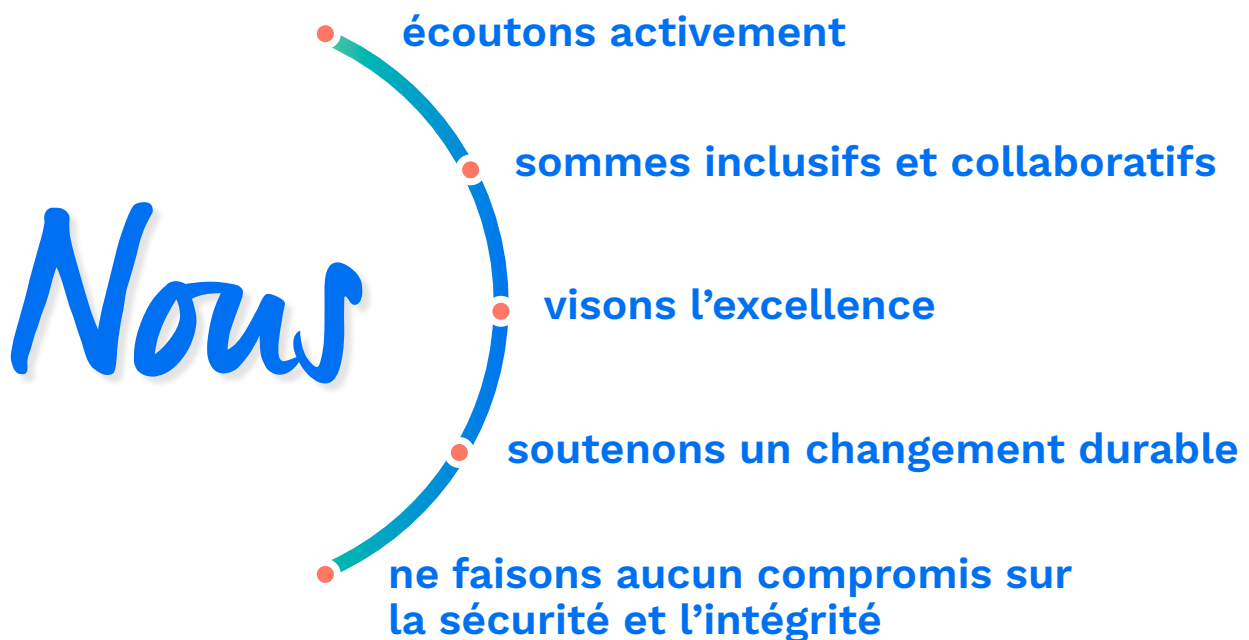 Nous
écoutons activement
sommes inclusifs et collaboratifs
visons l’excellence
soutenons un changement durable
ne faisons aucun compromis sur
la sécurité et l’intégrité